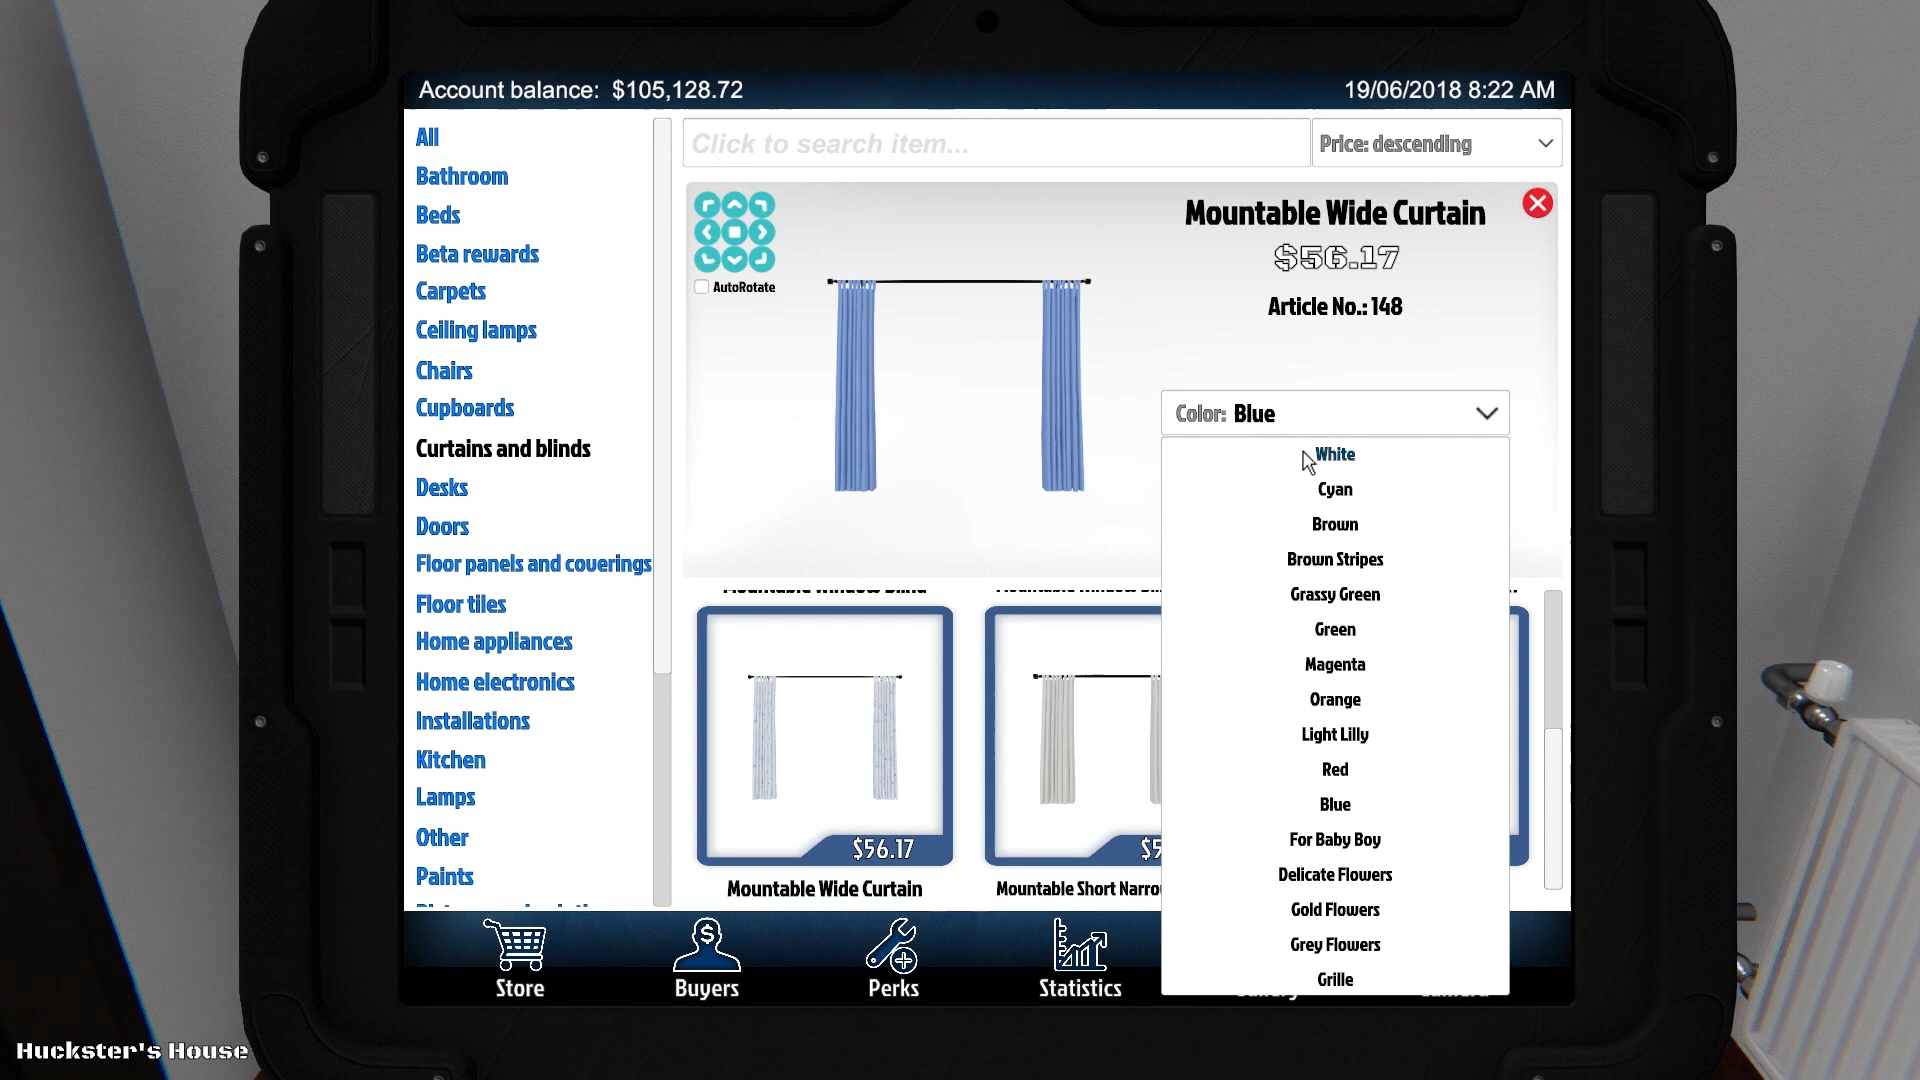 Account balance: $105,128.72
19/06/2018 8:22 AM
All
Bathroom
Beds
Beta rewards
Carpets
Ceiling lamps
Chairs
Cupboards
Curtains and blinds
Desks
Doors
Floor panels and coverings
Floor tiles
Home appliances
Home electronics
Installations
Kitchen
Lamps
Other
Paints
Click to search item...
Price: descending
AutoRotate
Mountable Wide Curtain
$56.17
Article No.: 148
Color: Blue
White
Cyan
Brown
Brown Stripes
Grassy Green
Green
Magenta
Orange
Light Lilly
Red
Blue
For Baby Boy
Delicate Flowers
Gold Flowers
Grey Flowers
Grille
Mountable Window Blind
$56.17
Mountable Wide Curtain
$5
Mountable Short Narro
Store
Buyers
Perks
Statistics
Huckster's House